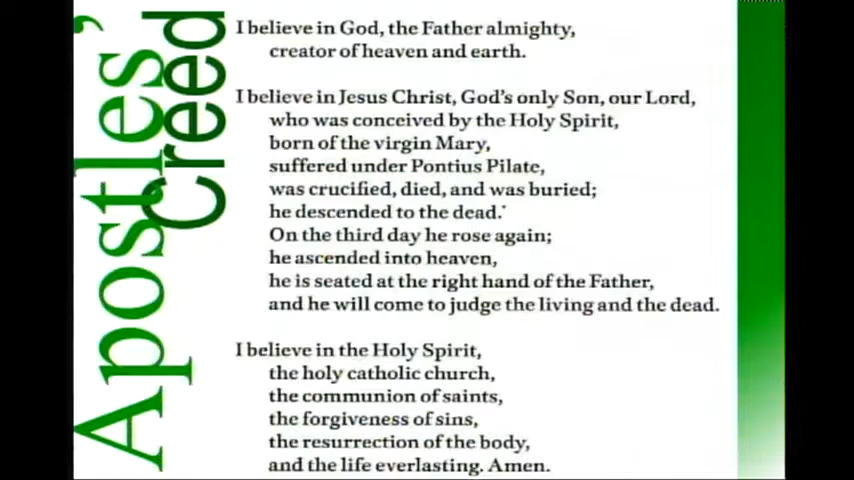 Apostles’
Creed
I believe in God, the Father almighty,
creator of heaven and earth.
I believe in Jesus Christ, God's only Son, our Lord,
who was conceived by the Holy Spirit,
born of the virgin Mary,
suffered under Pontius Pilate,
was crucified, died, and was buried;
he descended to the dead.*
On the third day he rose again;
he ascended into heaven,
he is seated at the right hand of the Father,
and he will come to judge the living and the dead.
I believe in the Holy Spirit,
the holy catholic church,
the communion of saints,
the forgiveness of sins,
the resurrection of the body,
and the life everlasting. Amen.